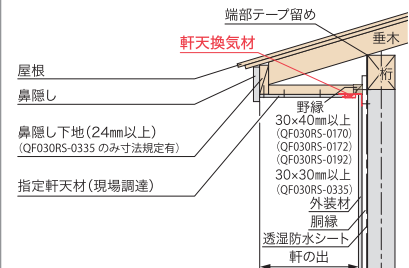 端部テープ留め
垂木
軒天換気材
桁
屋根
鼻隠し
野縁
30×40㎜以上
(QF030RS-0170)
(QF030RS-0172)
(QF030RS-0192)
30×30㎜以上
(QF030RS-0335)
鼻隠し下地(24㎜以上)
(QF030RS-0335 のみ寸法規定有)
指定軒天材(現場調達)
外装材
胴縁
透湿防水シート
軒の出